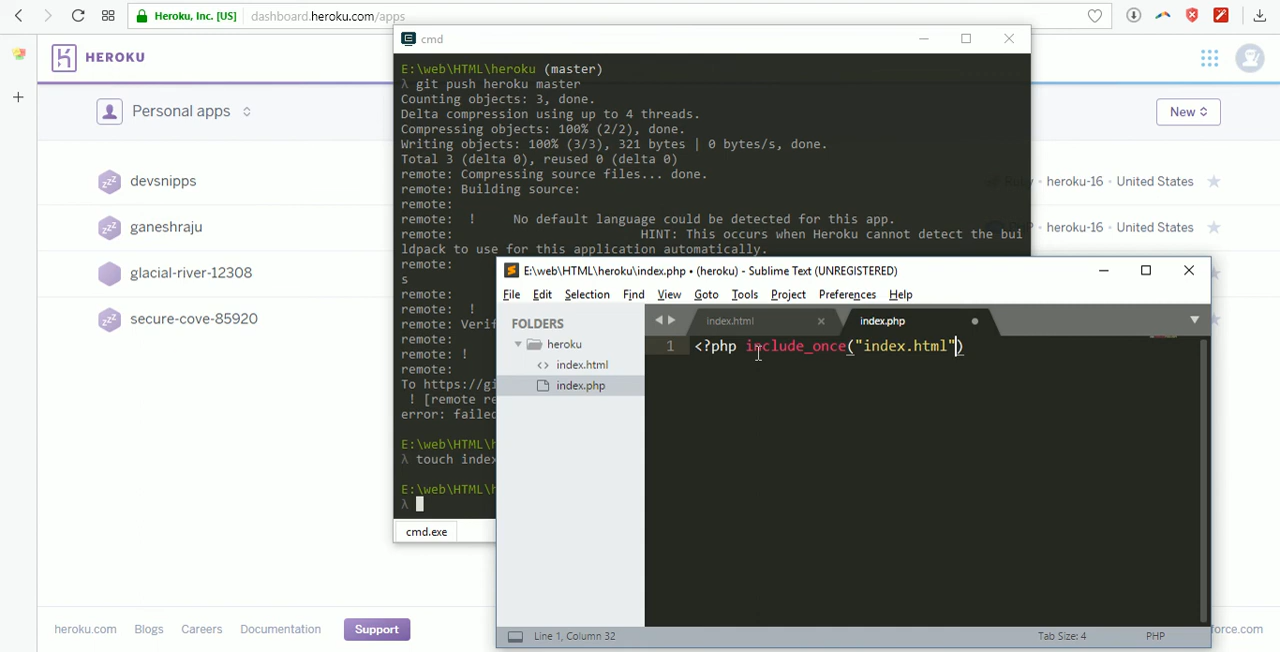 Heroku, Inc. [US]
dashboard.heroku.com/apps
HEROKU
Personal apps
New
devsnipps
heroku-16 • United States
ganeshraju
heroku-16 • United States
glacial-river-12308
secure-cove-85920
cmd
E:\web\HTML\heroku (master)
λ git push heroku master
Counting objects: 3, done.
Delta compression using up to 4 threads.
Compressing objects: 100% (2/2), done.
Writing objects: 100% (3/3), 321 bytes | 0 bytes/s, done.
Total 3 (delta 0), reused 0 (delta 0)
remote: Compressing source files... done.
remote: Building source:
remote:
remote: ! No default language could be detected for this app.
remote: HINT: This occurs when Heroku cannot detect the bui
ldpack to use for this application automatically.
remote:
s
remote:
remote: !
remote: Verif
remote:
remote: !
remote:
To https://gi
! [remote re
error: failed
E:\web\HTML\h
λ touch index
E:\web\HTML\h
λ
cmd.exe
E:\web\HTML\heroku\index.php • (heroku) - Sublime Text (UNREGISTERED)
File Edit Selection Find View Goto Tools Project Preferences Help
FOLDERS
heroku
index.html
index.php
index.html
index.php
1 <?php include_once("index.html")
Line 1, Column 32
Tab Size: 4
PHP
heroku.com
Blogs
Careers
Documentation
Support
force.com